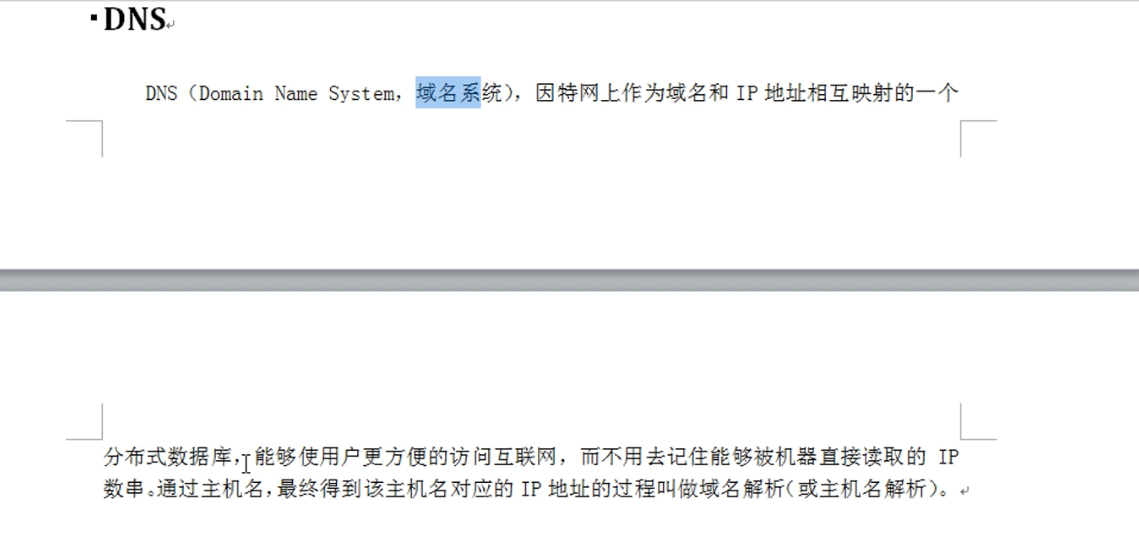 DNS
DNS（Domain Name System，域名系统），因特网上作为域名和 IP 地址相互映射的一个
分布式数据库，能够使用户更方便的访问互联网，而不用去记住能够被机器直接读取的 IP
数串。通过主机名，最终得到该主机名对应的 IP 地址的过程叫做域名解析（或主机名解析）。